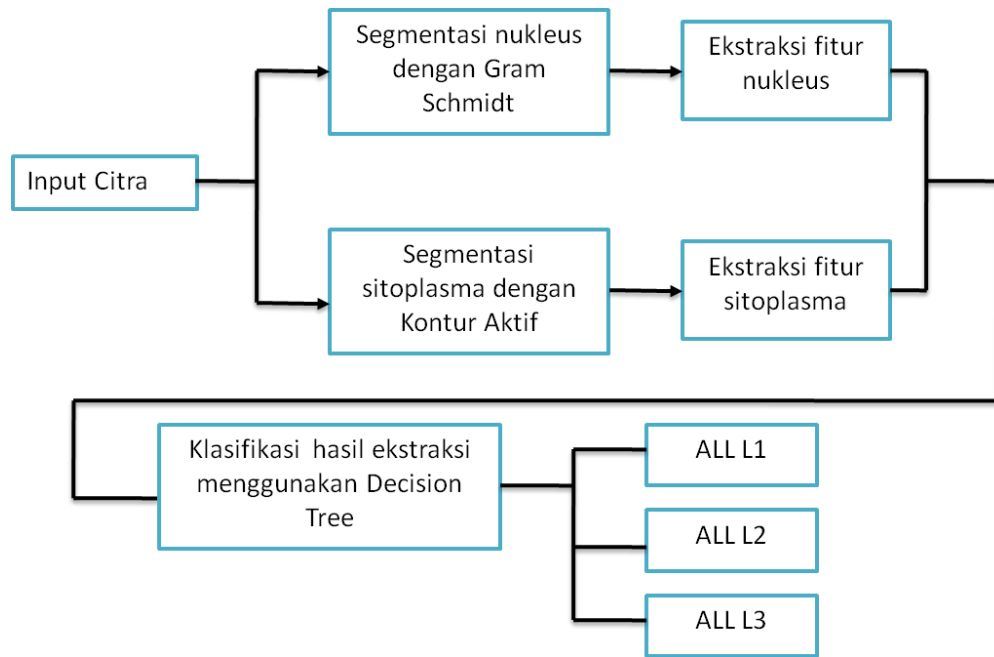 Input Citra
Segmentasi nukleus
dengan Gram
Schmidt
Ekstraksi fitur
nukleus
Segmentasi
sitoplasma dengan
Kontur Aktif
Ekstraksi fitur
sitoplasma
Klasifikasi hasil ekstraksi
menggunakan Decision
Tree
ALL L1
ALL L2
ALL L3